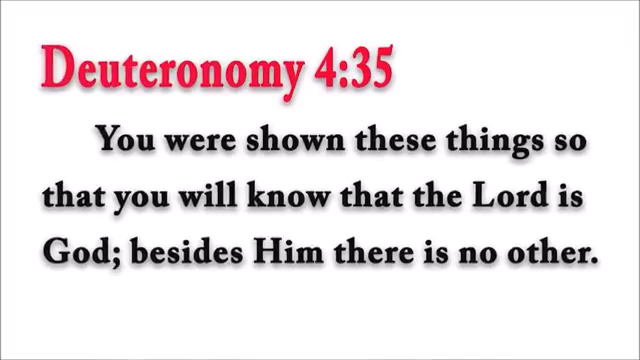 Deuteronomy 4:35
You were shown these things so
that you will know that the Lord is
God; besides Him there is no other.